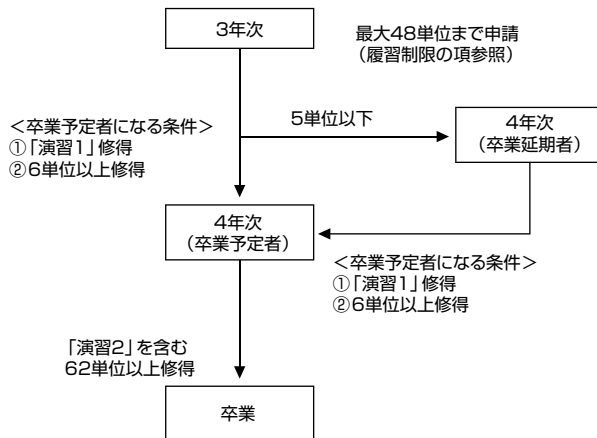 3年次
最大48単位まで申請
(履習制限の項参照)
<卒業予定者になる条件>
①「演習1」修得
②6単位以上修得
5単位以下
4年次
(卒業延期者)
4年次
(卒業予定者)
<卒業予定者になる条件>
①「演習1」修得
②6単位以上修得
「演習2」を含む
62単位以上修得
卒業